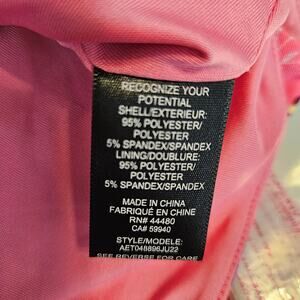 RECOGNIZE YOUR
POTENTIAL
SHELL/EXTERIEUR:
95% POLYESTER/
POLYESTER
5% SPANDEX/SPANDEX
LINING/DOUBLURE:
95% POLYESTER/
POLYESTER
5% SPANDEX/SPANDEX
MADE IN CHINA
FABRIQUÉ EN CHINE
RN# 44480
CA# 59940
STYLE/MODELE:
AET048896JU22
SEE REVERSE FOR CARE